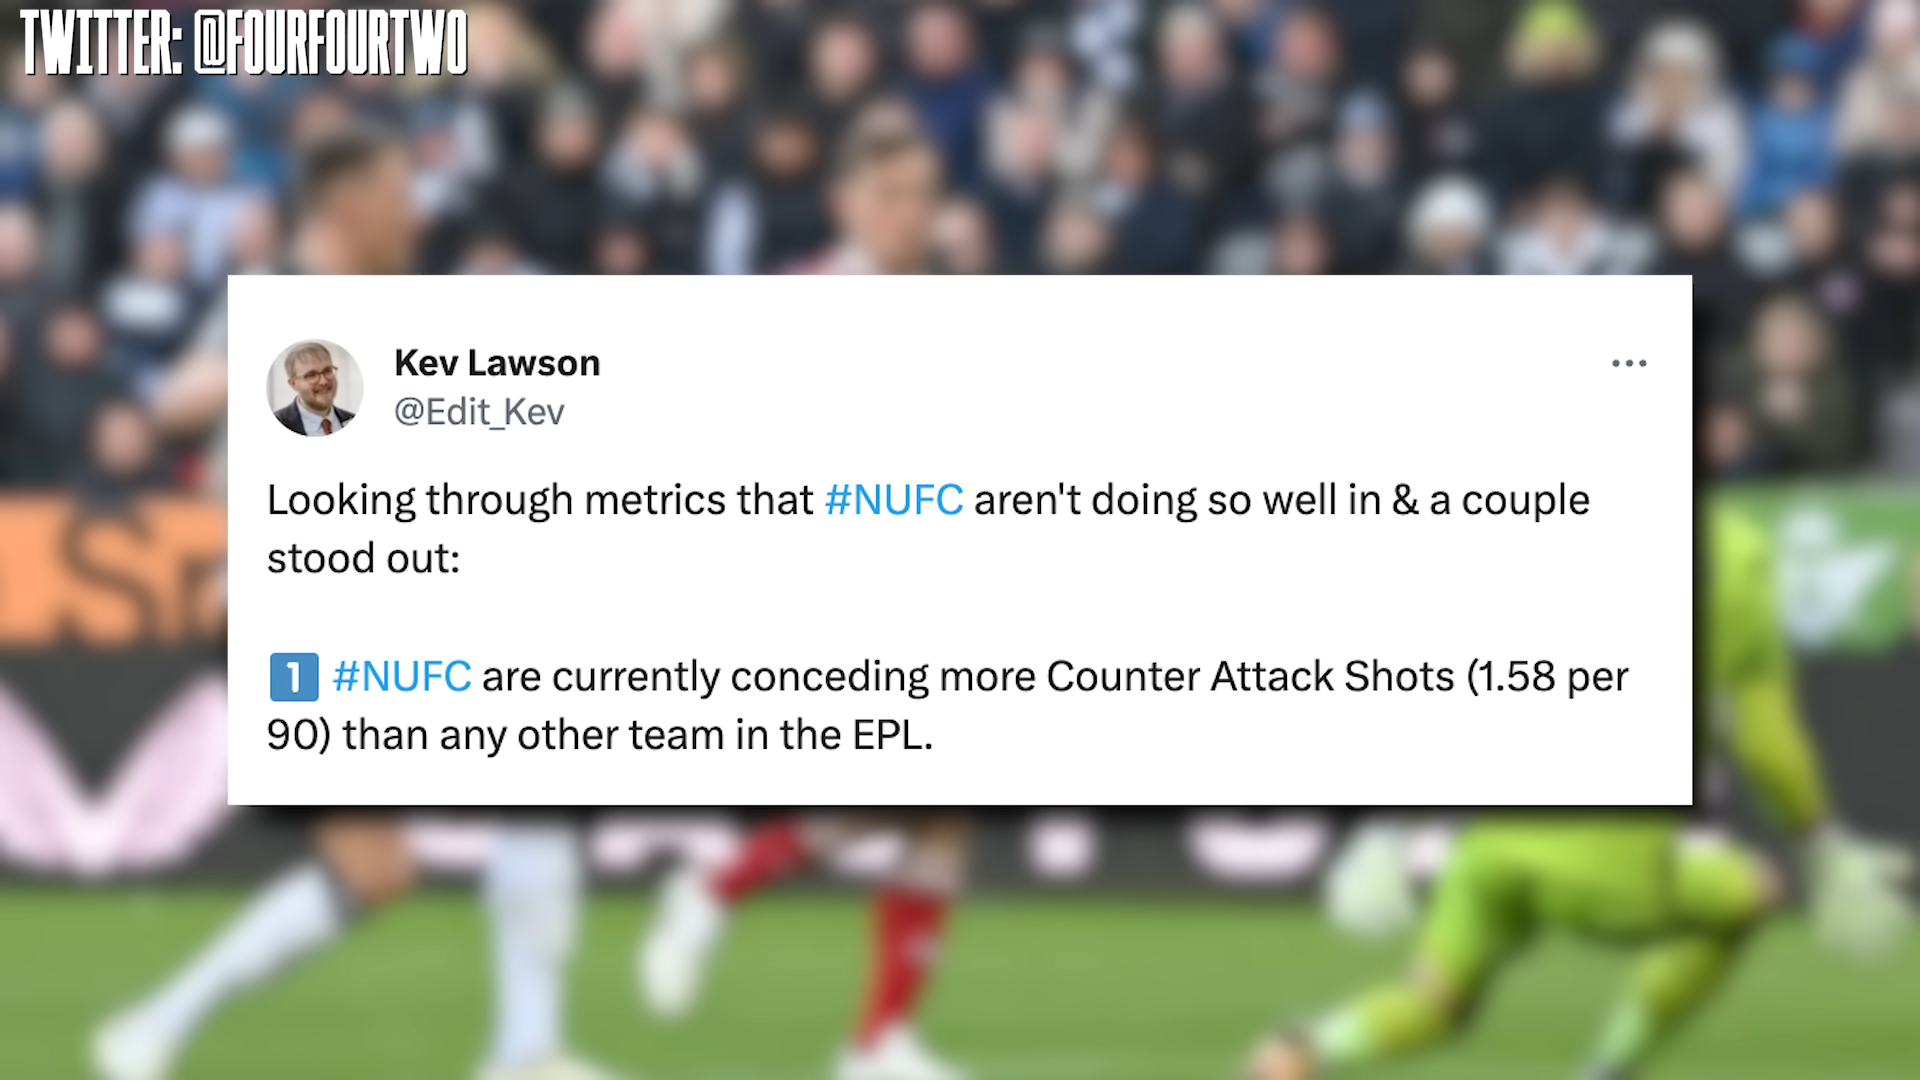 TWITTER: @FOURFOURTWO
Kev Lawson
@Edit_Kev
Looking through metrics that #NUFC aren't doing so well in & a couple
stood out:
1 #NUFC are currently conceding more Counter Attack Shots (1.58 per
90) than any other team in the EPL.